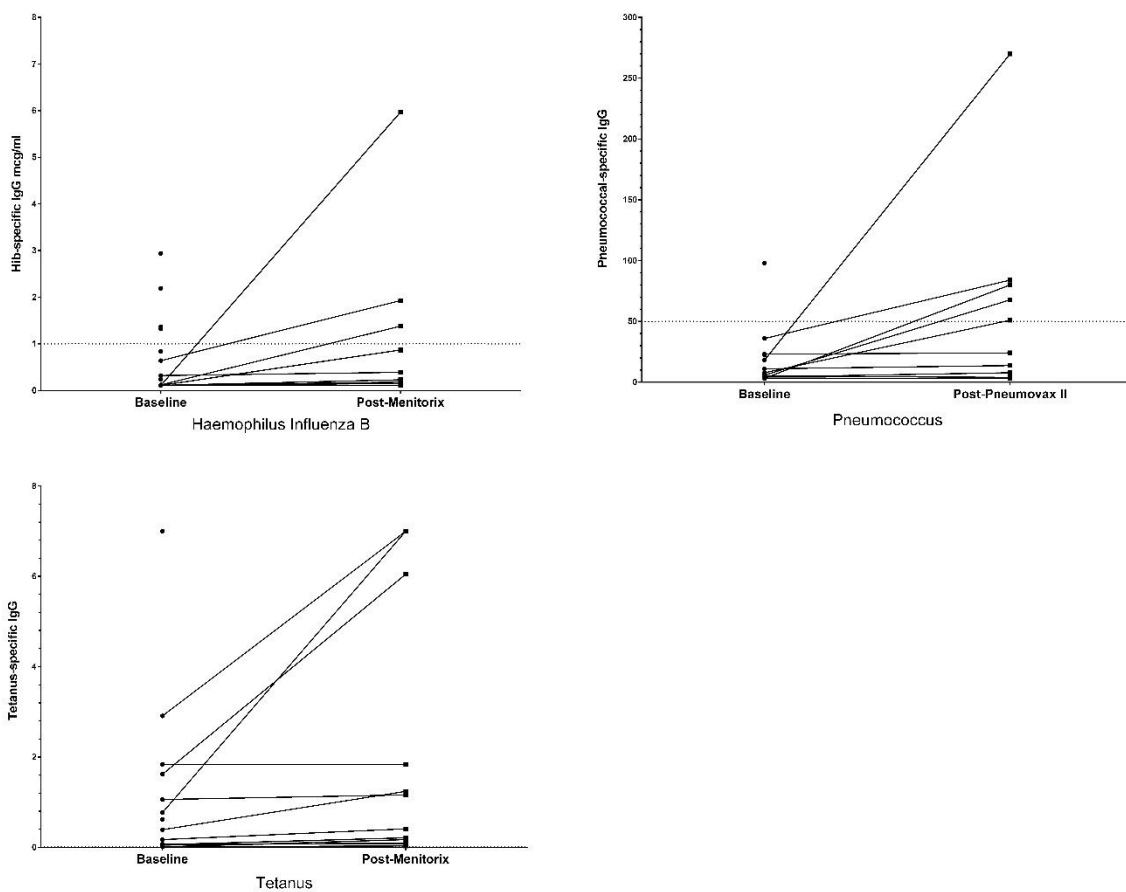 Hib-specific IgG mcg/ml
8
7
6
5
4
3
2
1
0
Baseline
Post-Menitorix
Haemophilus Influenza B
Pneumococcal-specific IgG
300
250
200
150
100
50
0
Baseline
Post-Pneumovax II
Pneumococcus
Tetanus-specific IgG
8
6
4
2
0
Baseline
Post-Menitorix
Tetanus